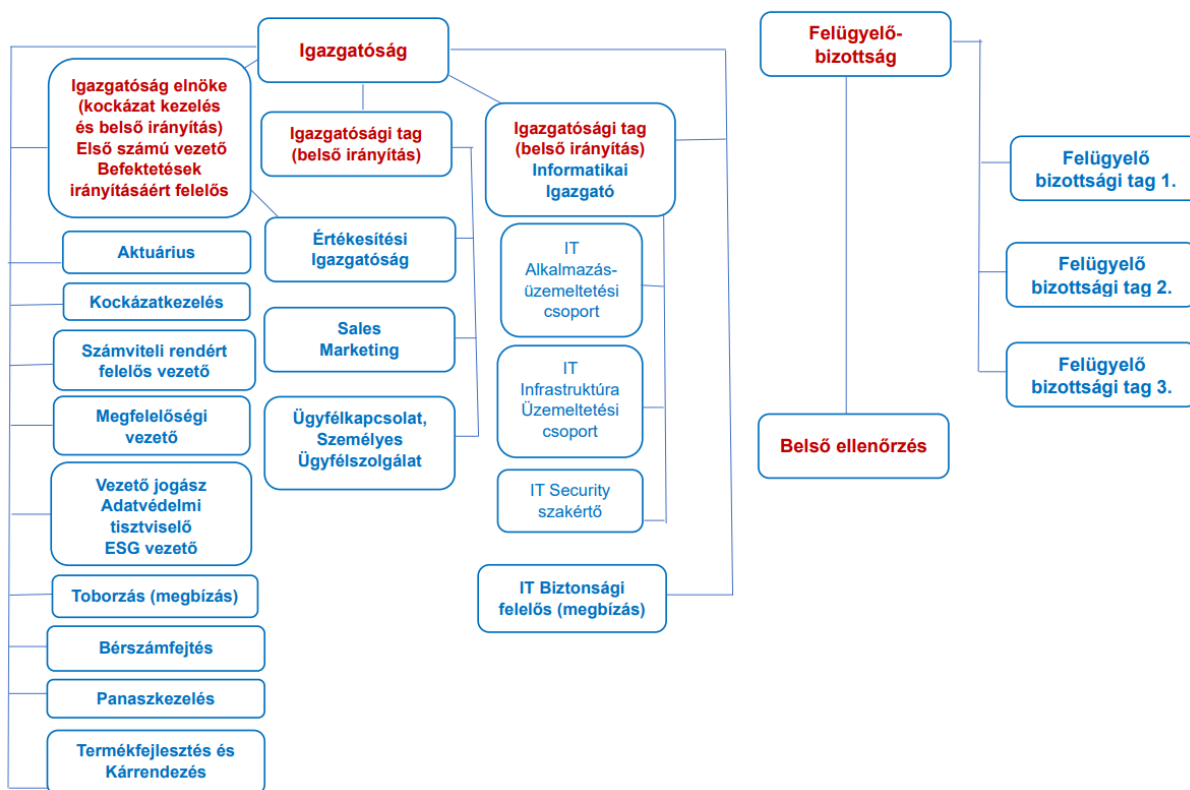 Igazgatóság
Igazgatóság elnöke
(kockázat kezelés
és belső irányítás)
Első számú vezető
Befektetések
irányításáért felelős
Aktuárius
Kockázatkezelés
Számviteli rendért
felelős vezető
Megfelelőségi
vezető
Vezető jogász
Adatvédelmi
tisztviselő
ESG vezető
Toborzás (megbízás)
Bérszámfejtés
Panaszkezelés
Termékfejlesztés és
Kárrendezés
Igazgatósági tag
(belső irányítás)
Értékesítési
Igazgatóság
Sales
Marketing
Ügyfélkapcsolat,
Személyes
Ügyfélszolgálat
Igazgatósági tag
(belső irányítás)
Informatikai
Igazgató
IT
Alkalmazás-
üzemeltetési
csoport
IT
Infrastruktúra
Üzemeltetési
csoport
IT Security
szakértő
IT Biztonsági
felelős (megbízás)
Felügyelő-
bizottság
Felügyelő
bizottsági tag 1.
Felügyelő
bizottsági tag 2.
Felügyelő
bizottsági tag 3.
Belső ellenőrzés